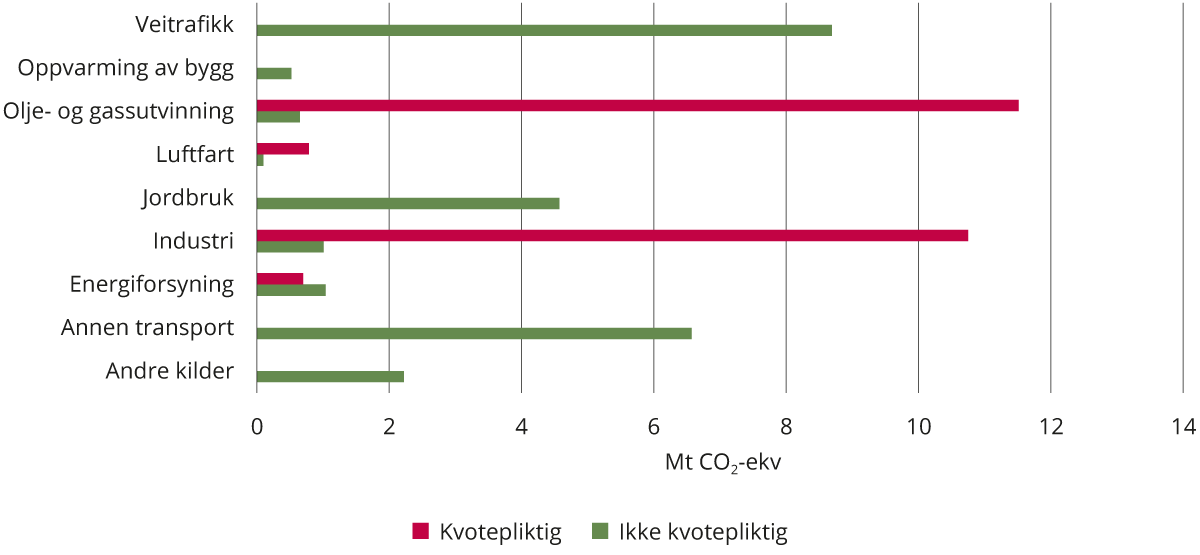 Veitrafikk
Oppvarming av bygg
Olje- og gassutvinning
Luftfart
Jordbruk
Industri
Energiforsyning
Annen transport
Andre kilder
0 2 4 6 8 10 12 14
Mt CO₂-ekv
Kvotepliktig Ikke kvotepliktig